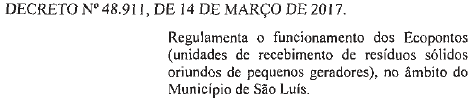 DECRETO Nº 48.911, DE 14 DE MARÇO DE 2017.
Regulamenta o funcionamento dos Ecopontos
(unidades de recebimento de resíduos sólidos
oriundos de pequenos geradores), no âmbito do
Município de São Luís.